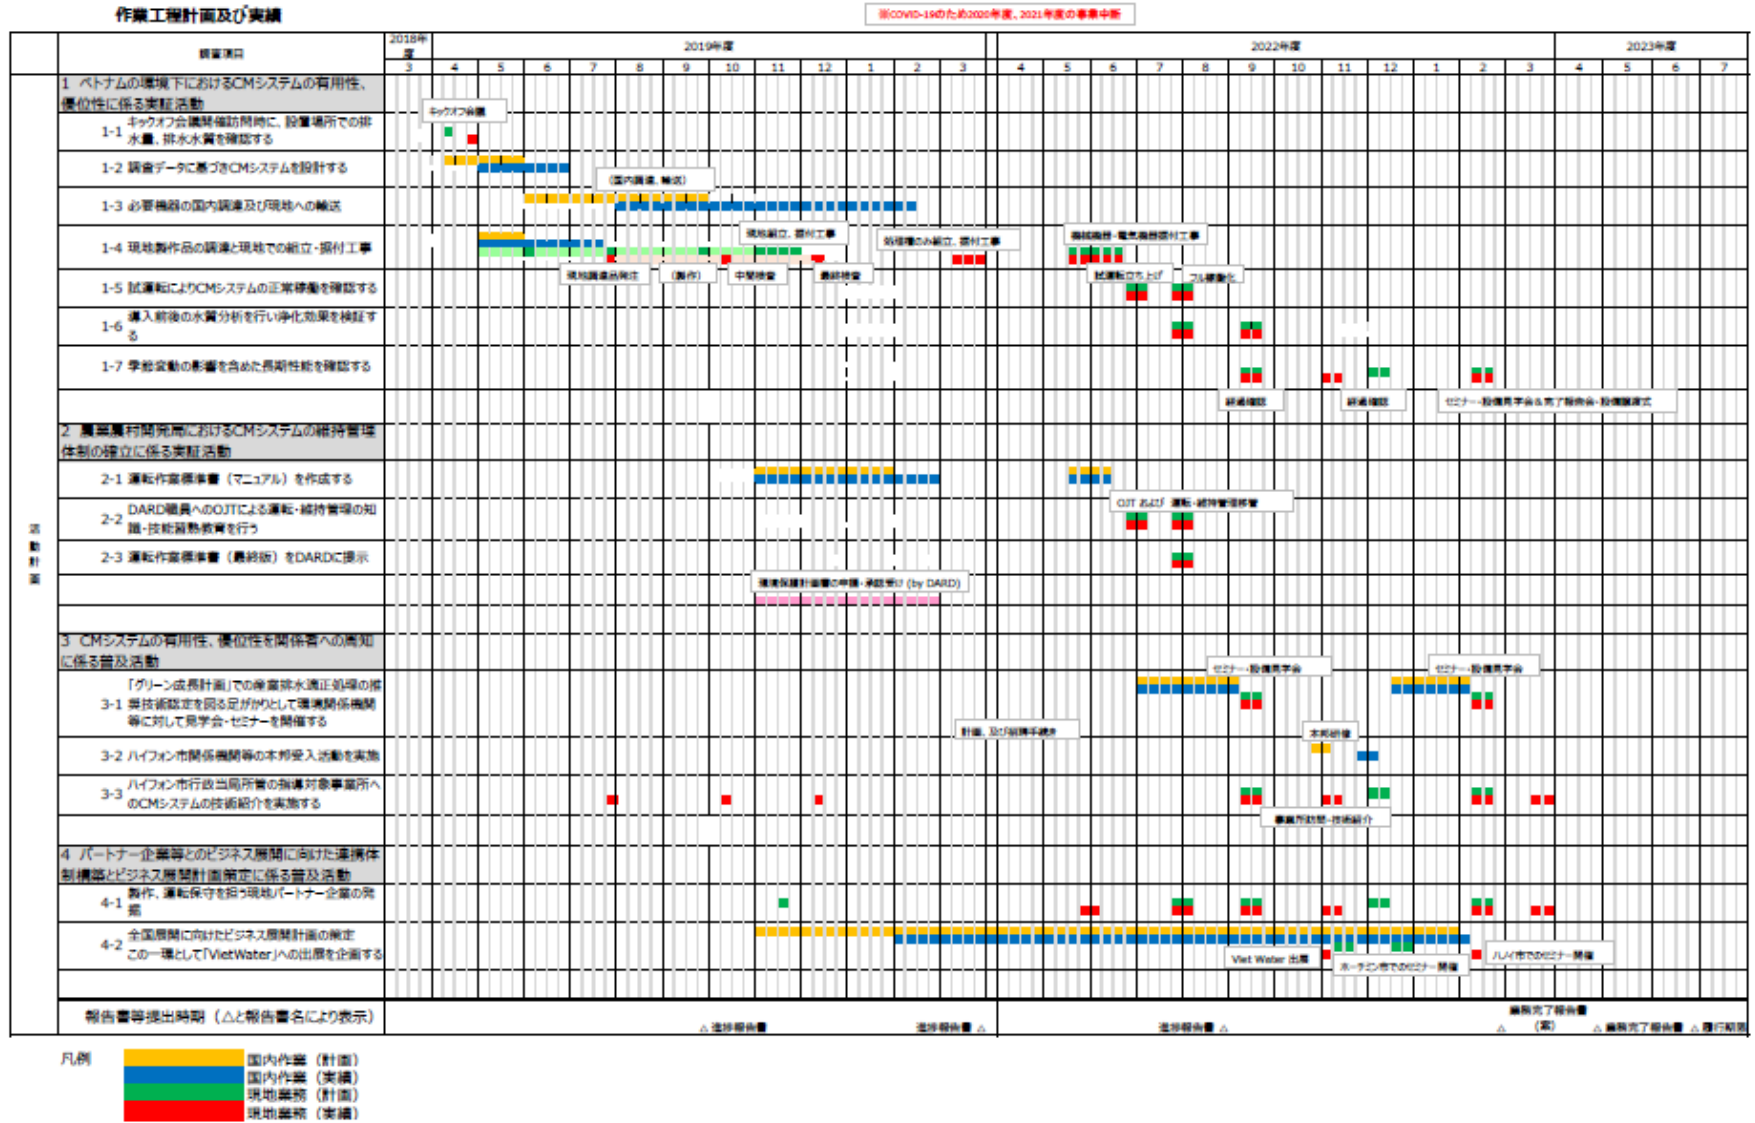 作業工程計画及び実績
※COVID-19のため2020年度、2021年度の事業中断
調査項目
2018年度
2019年度
2022年度
2023年度
3 4 5 6 7 8 9 10 11 12 1 2 3 4 5 6 7 8 9 10 11 12 1 2 3 4 5 6 7
活動計画
1 ベトナムの環境下におけるCMシステムの有用性、
優位性に係る実証活動
キックオフ会議
1-1 キックオフ会議開催訪問時に、設置場所での排
水量、排水水質を確認する
1-2 調査データに基づきCMシステムを設計する
(国内調達、輸送)
1-3 必要機器の国内調達及び現地への輸送
現地組立、据付工事
処理槽のみ組立、据付工事
機械機器・電気機器据付工事
1-4 現地製作品の調達と現地での組立・据付工事
現地調達品発注
(製作)
中間検査
最終検査
試運転立ち上げ
フル稼働化
1-5 試運転によりCMシステムの正常稼働を確認する
1-6 導入前後の水質分析を行い浄化効果を検証す
る
1-7 季節変動の影響を含めた長期性能を確認する
経過確認
経過確認
セミナー・設備見学会&完了報告会・設備譲渡式
2 農業農村開発局におけるCMシステムの維持管理
体制の確立に係る実証活動
2-1 運転作業標準書(マニュアル)を作成する
OJT および 運転・維持管理移管
2-2 DARD職員へのOJTによる運転・維持管理の知
識・技能習熟教育を行う
2-3 運転作業標準書(最終版)をDARDに提示
環境保護計画書の申請・承認受け (by DARD)
3 CMシステムの有用性、優位性を関係者への周知
に係る普及活動
セミナー・設備見学会
セミナー・設備見学会
3-1 「グリーン成長計画」での産業排水適正処理の推
奨技術認定を図る足がかりとして環境関係機関
等に対して見学会・セミナーを開催する
計画、及び招聘手続き
本邦研修
3-2 ハイフォン市関係機関等の本邦受入活動を実施
3-3 ハイフォン市行政当局所管の指導対象事業所へ
のCMシステムの技術紹介を実施する
事業所訪問・技術紹介
4 パートナー企業等とのビジネス展開に向けた連携体
制構築とビジネス展開計画策定に係る普及活動
4-1 製作、運転保守を担う現地パートナー企業の発
掘
4-2 全国展開に向けたビジネス展開計画の策定
この一環として「VietWater」への出展を企画する
Viet Water 出展
ホーチミン市でのセミナー開催
ハノイ市でのセミナー開催
報告書等提出時期(△と報告書名により表示)
△ 進捗報告書
進捗報告書 △
進捗報告書 △
業務完了報告書
△ (案)
△ 業務完了報告書
△ 履行期限
凡例
国内作業(計画)
国内作業(実績)
現地業務(計画)
現地業務(実績)